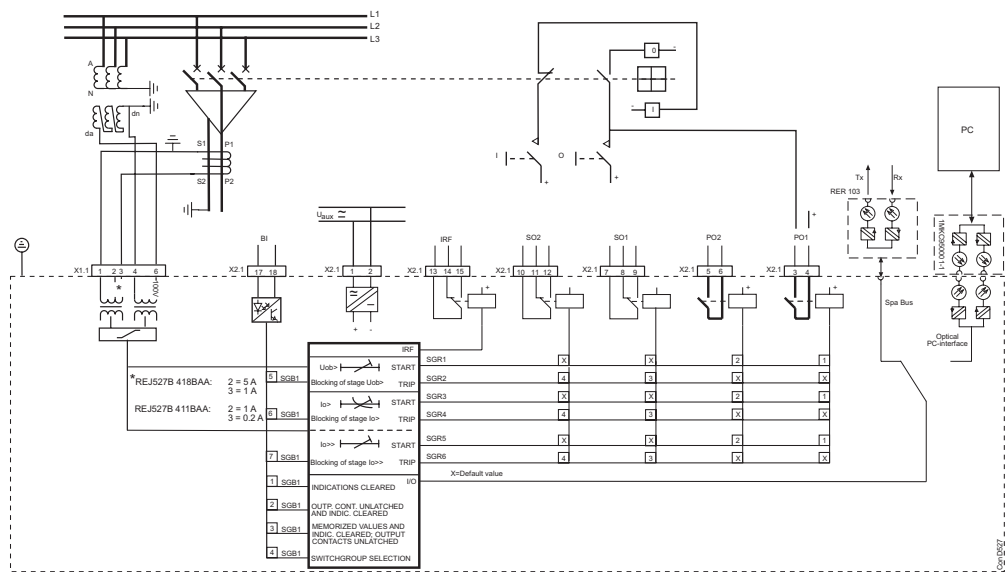 L1
L2
L3
A
N
da
dn
S1
P1
S2
P2
0
-
-
I
I
O
+
+
+
PC
Tx
Rx
RER 103
1MKC950001-1
Uaux
BI
IRF
SO2
SO1
PO2
PO1
X1.1
1 2 3 4 6
X2.1
17 18
X2.1
1 2
X2.1
13 14 15
X2.1
10 11 12
X2.1
7 8 9
X2.1
5 6
X2.1
3 4
*
100V
+ -
+
+
+
+
+
Spa Bus
Optical
PC-interface
IRF
Uob>
START
SGR1
X
X
2
1
5
SGB1
Blocking of stage Uob>
TRIP
SGR2
4
3
X
X
*REJ527B 418BAA: 2 = 5 A
3 = 1 A
Io>
START
SGR3
X
X
2
1
REJ527B 411BAA: 2 = 1 A
3 = 0.2 A
6
SGB1
Blocking of stage Io>
TRIP
SGR4
4
3
X
X
Io>>
START
SGR5
X
X
2
1
7
SGB1
Blocking of stage Io>>
TRIP
SGR6
4
3
X
X
X=Default value
I/O
1
SGB1
INDICATIONS CLEARED
2
SGB1
OUTP. CONT. UNLATCHED
AND INDIC. CLEARED
3
SGB1
MEMORIZED VALUES AND
INDIC. CLEARED; OUTPUT
CONTACTS UNLATCHED
4
SGB1
SWITCHGROUP SELECTION